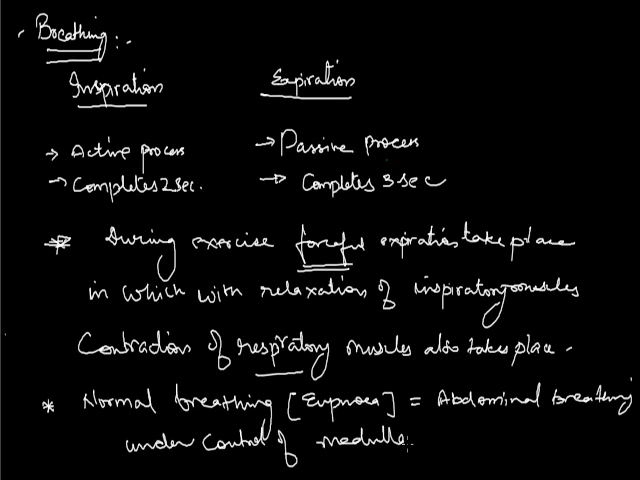 Breathing:-
Inspiration Expiration
→ Active process → Passive process
→ Completes 2 sec. → Completes 3 sec
* During exercise forceful expiration take place
in which with relaxation of inspiratory muscles
Contraction of respiratory muscles also takes place.
* Normal breathing [Eupnoea] = Abdominal breathing
under control of medulla